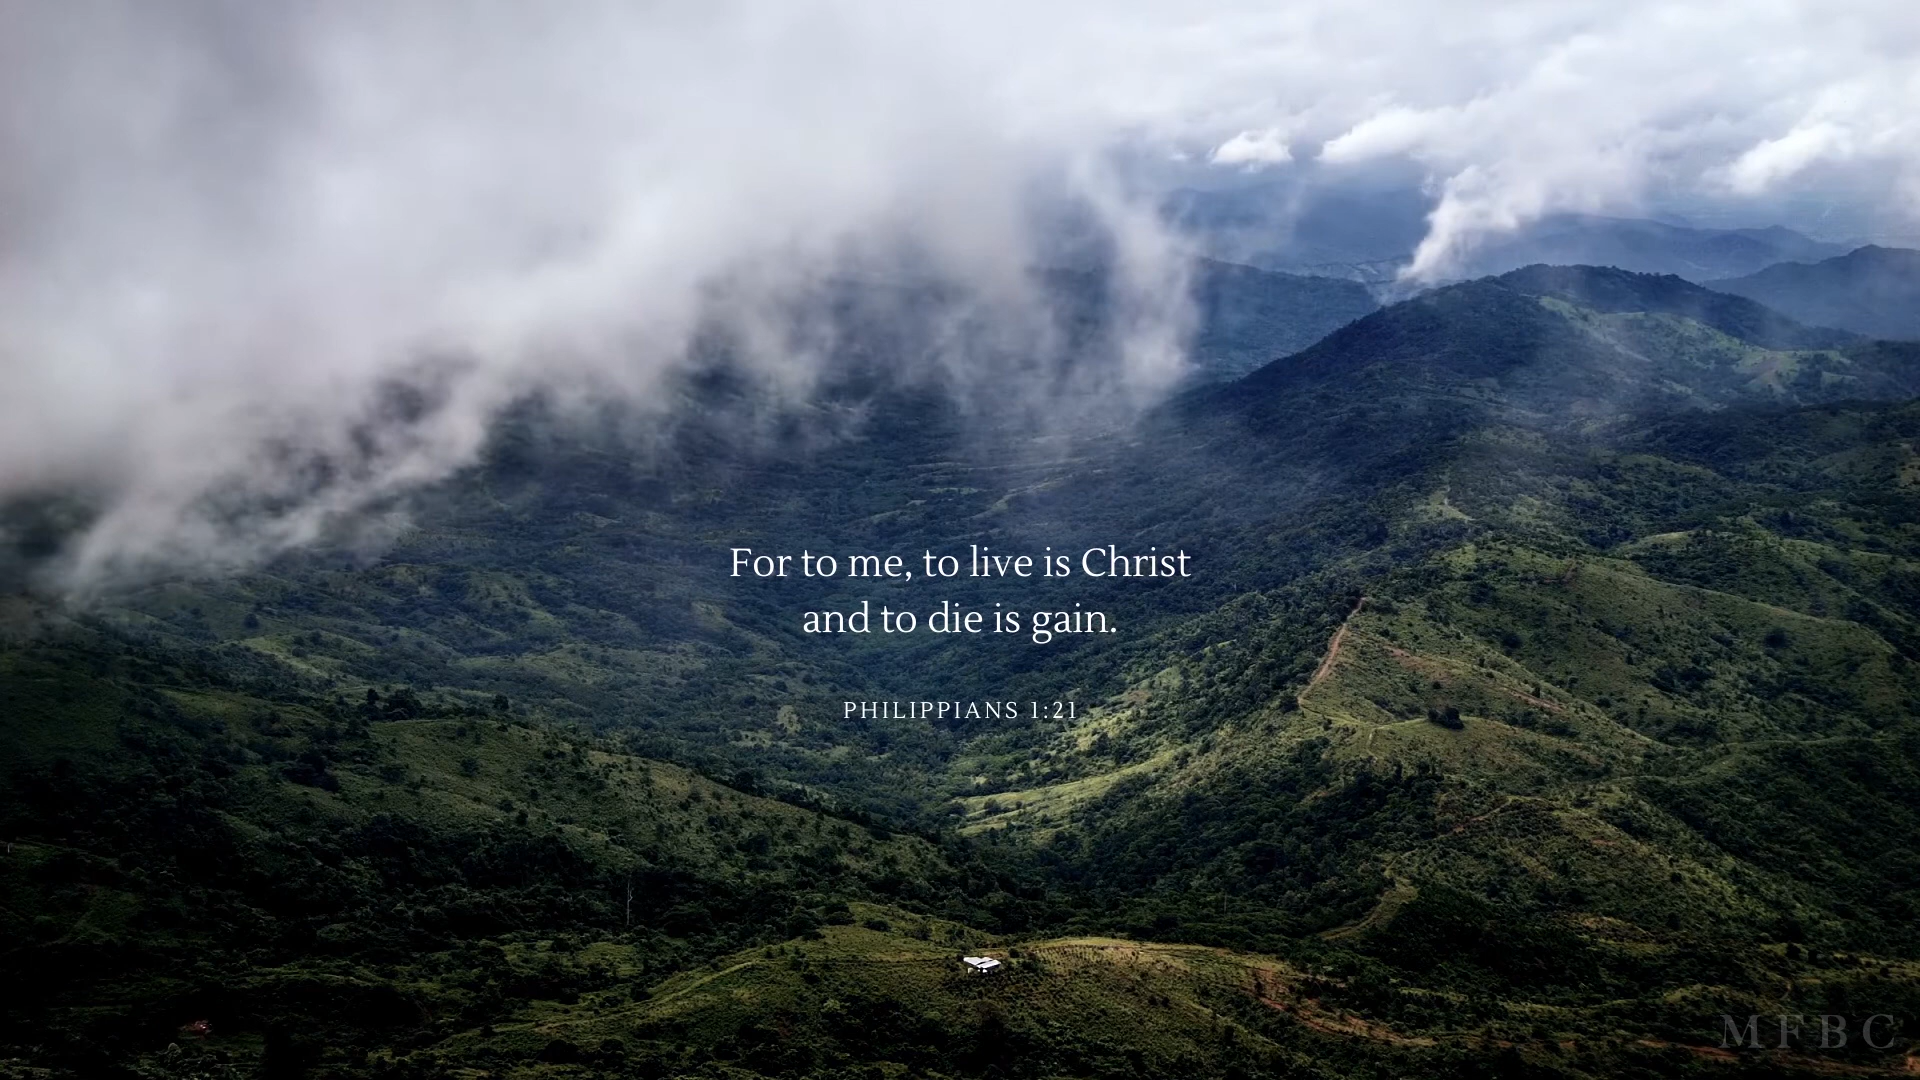 For to me, to live is Christ
and to die is gain.
PHILIPPIANS 1:21
MFBC